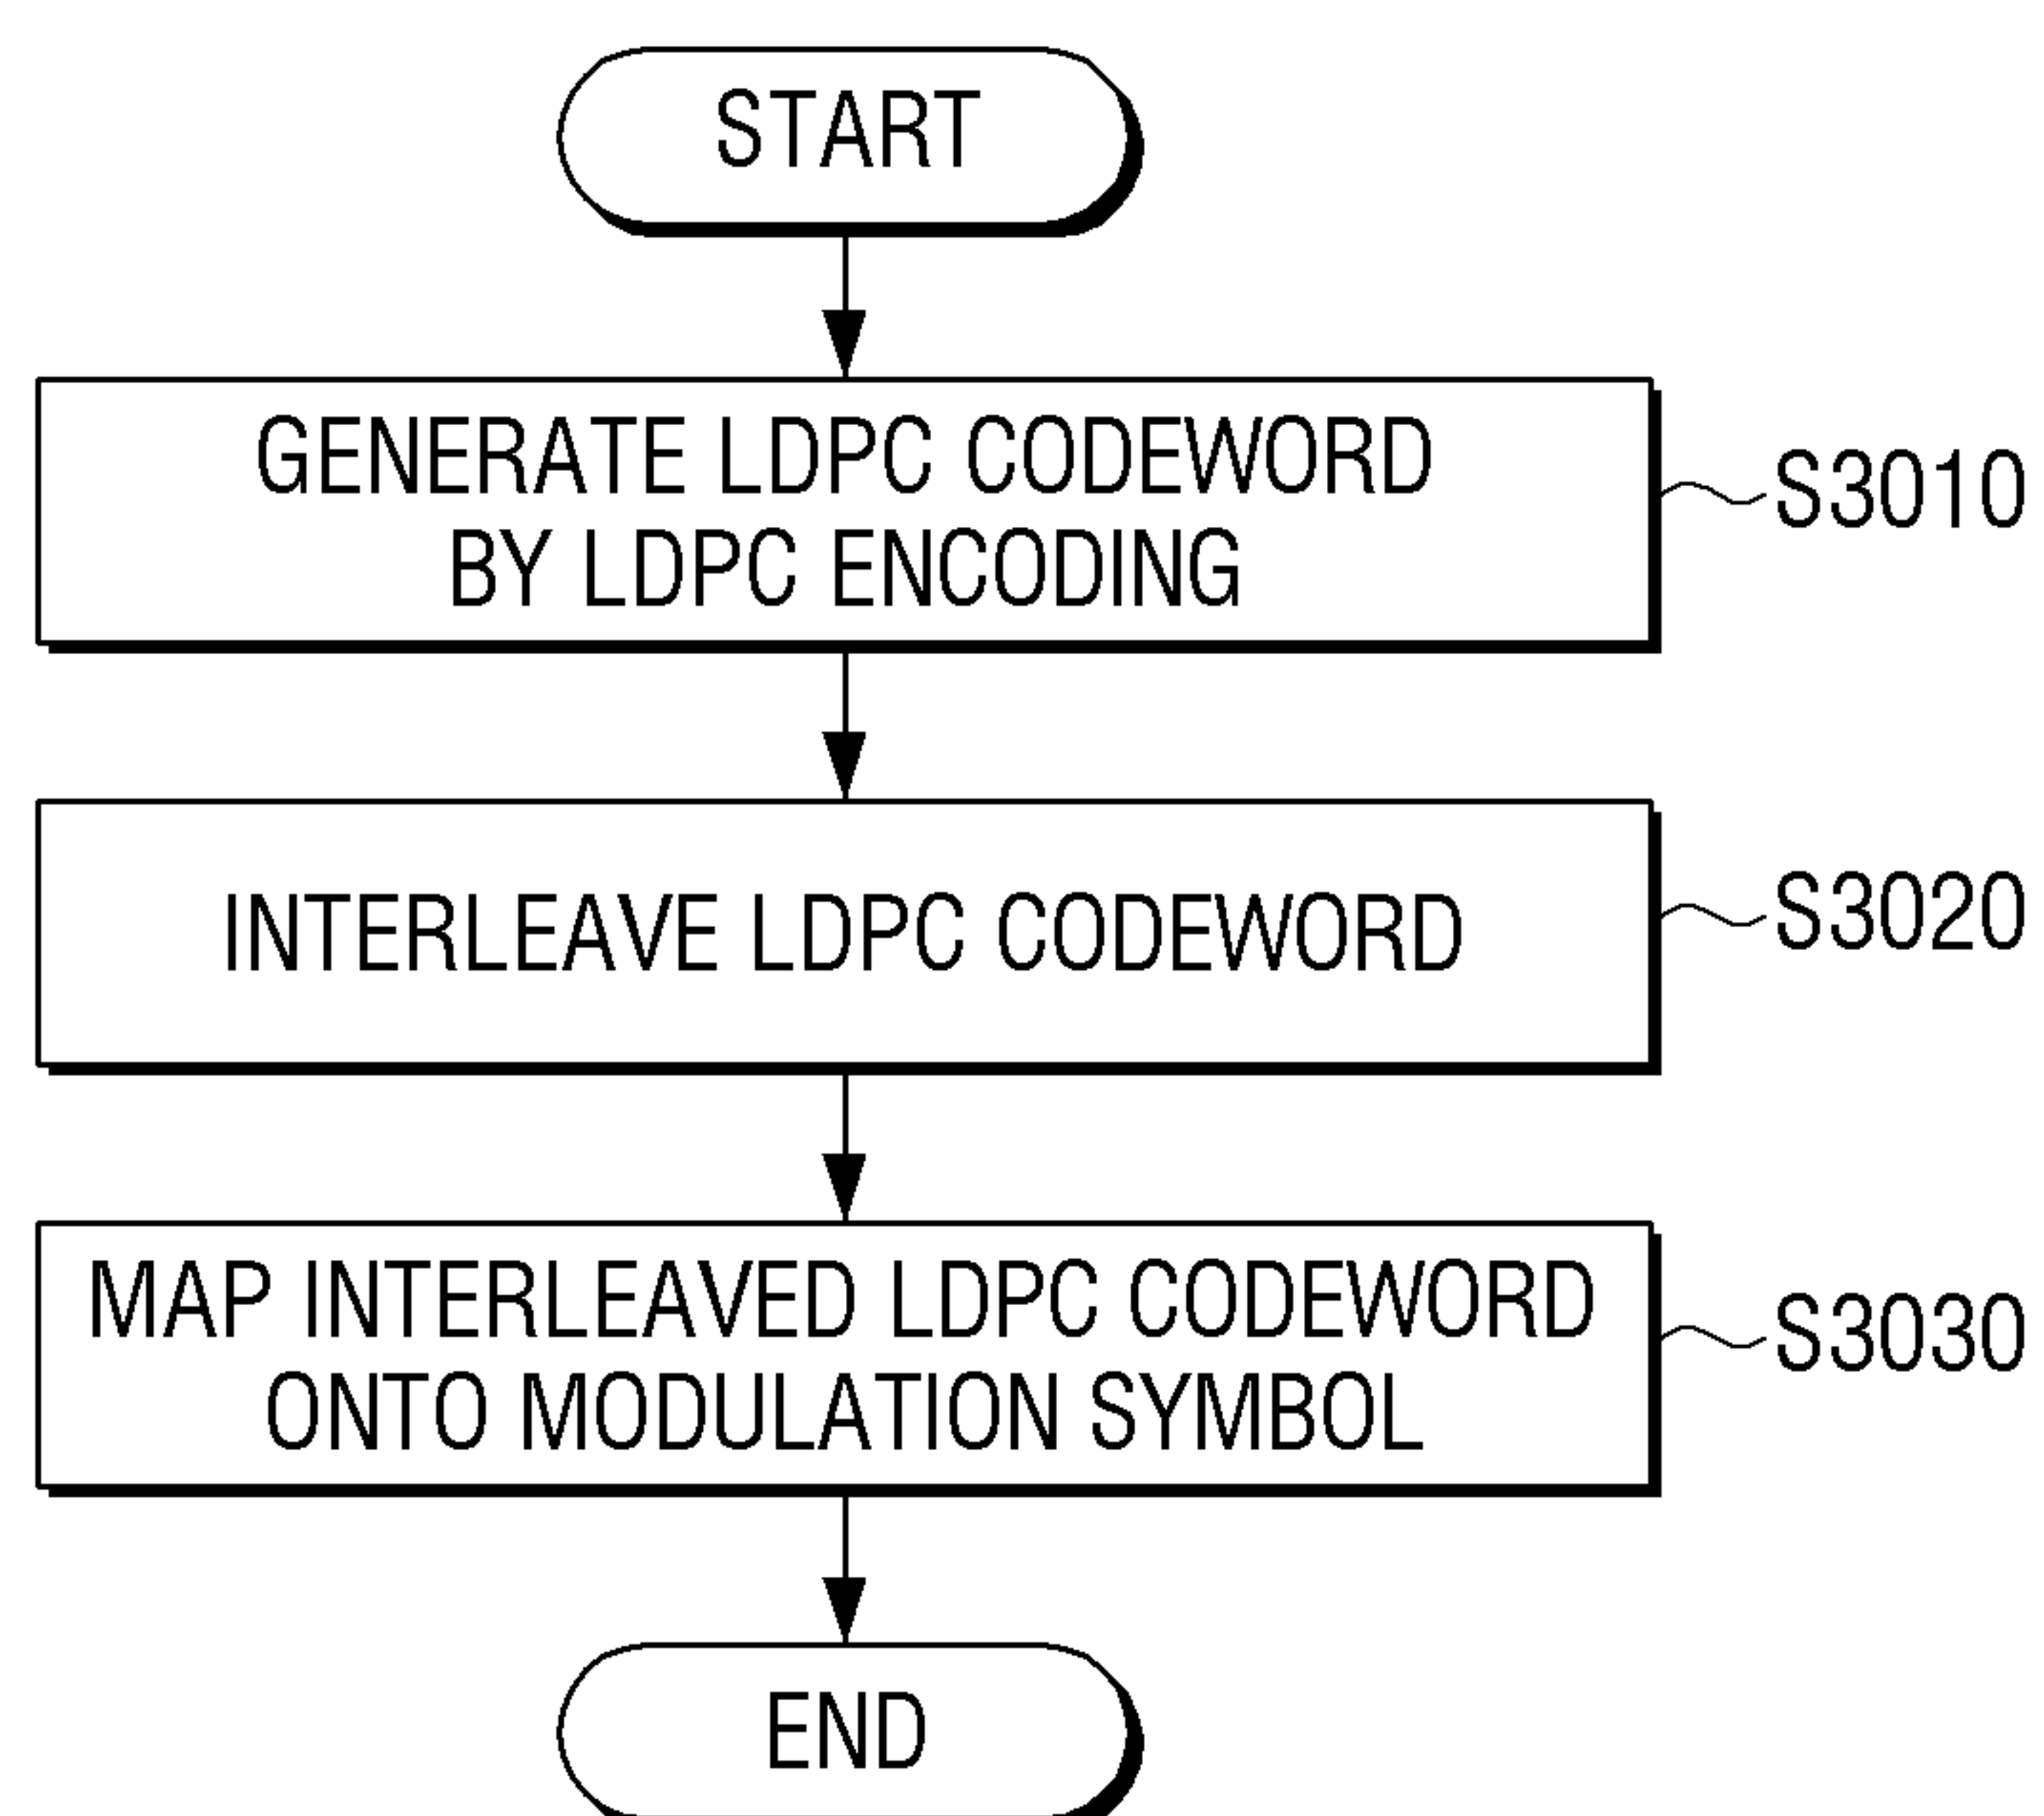 START
GENERATE LDPC CODEWORD
BY LDPC ENCODING
S3010
INTERLEAVE LDPC CODEWORD
S3020
MAP INTERLEAVED LDPC CODEWORD
ONTO MODULATION SYMBOL
S3030
END